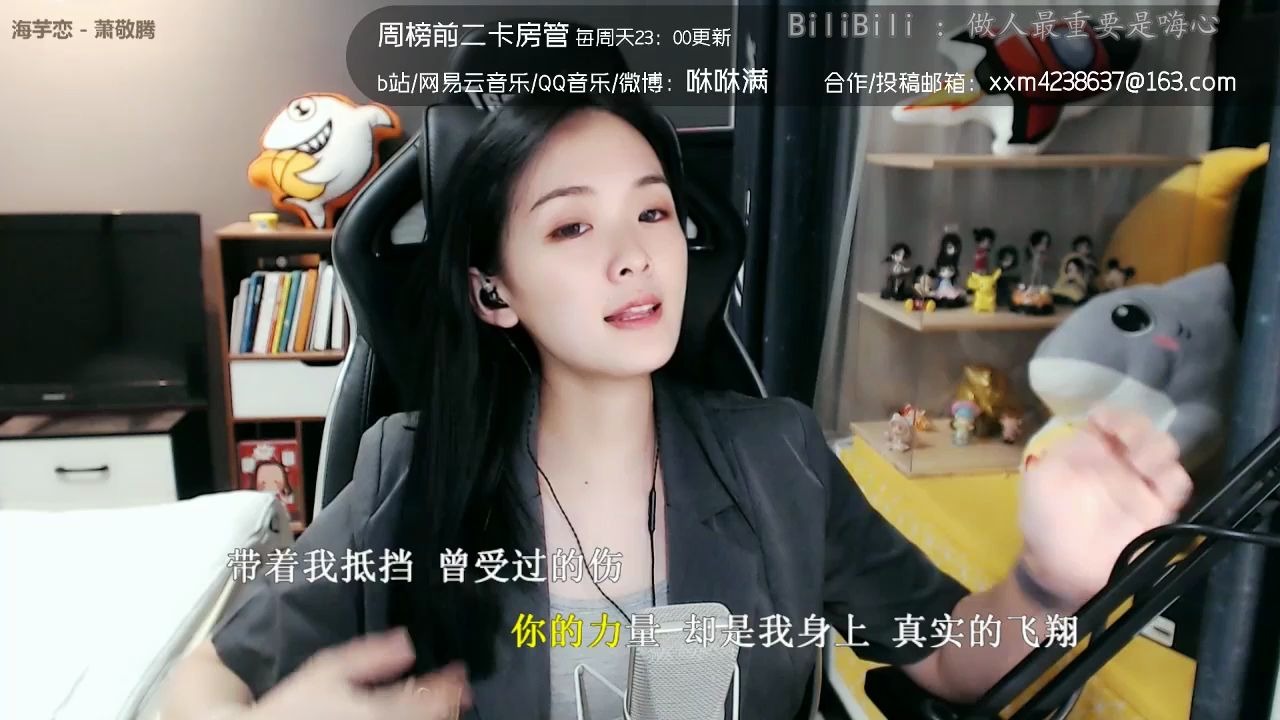 海芋恋 - 萧敬腾
周榜前二卡房管 每周天23：00更新
BiliBili ：做人最重要是嗨心
b站/网易云音乐/QQ音乐/微博：咻咻满 合作/投稿邮箱：xxm4238637@163.com
带着我抵挡 曾受过的伤
你的力量 却是我身上 真实的飞翔